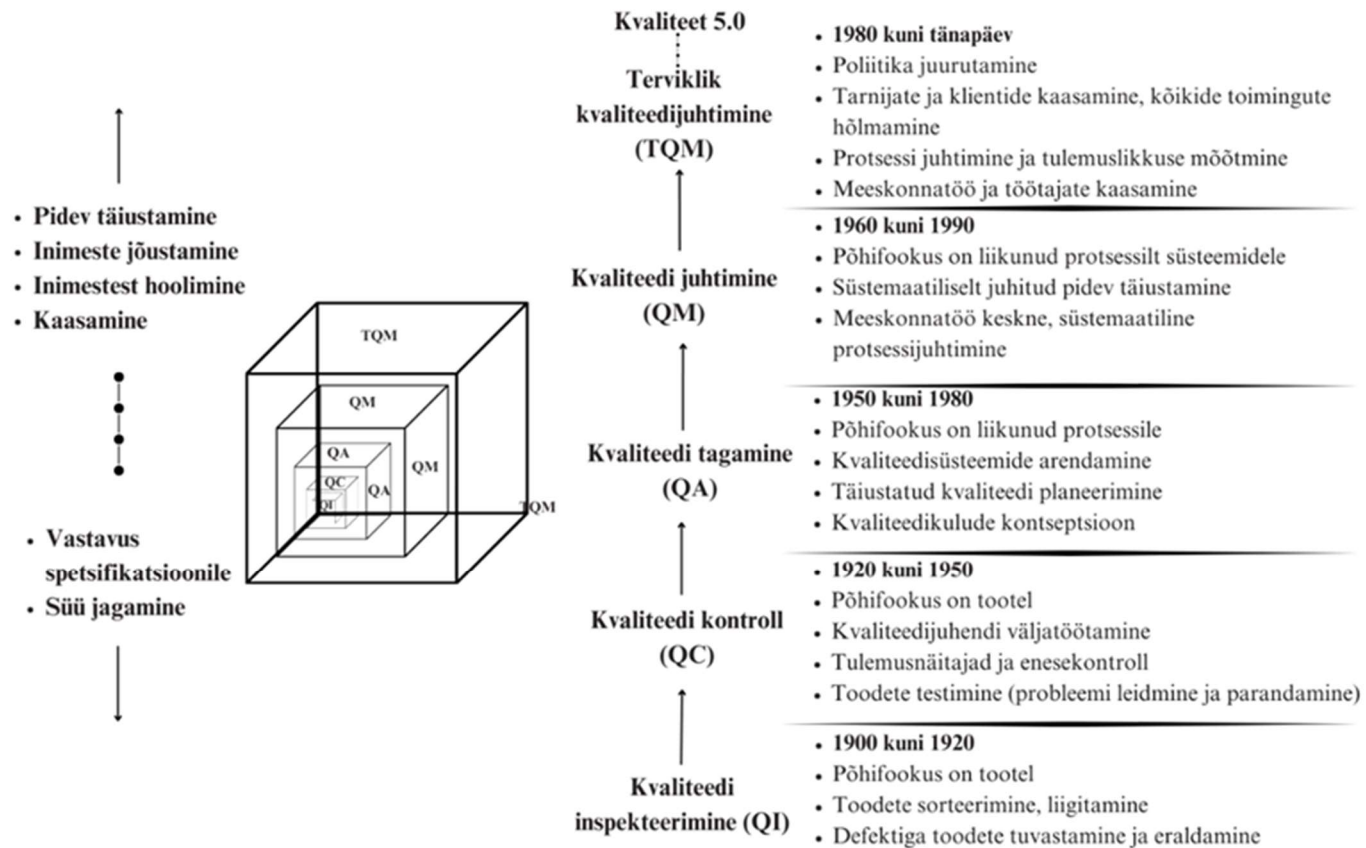 • Pidev täiustamine
• Inimeste jõustamine
• Inimestest hoolimine
• Kaasamine
• Vastavus
spetsifikatsioonile
• Süü jagamine
TQM
QM
QA
QC
QI
QA
QM
TQM
Kvaliteet 5.0
Terviklik
kvaliteedijuhtimine
(TQM)
Kvaliteedi juhtimine
(QM)
Kvaliteedi tagamine
(QA)
Kvaliteedi kontroll
(QC)
Kvaliteedi
inspekteerimine (QI)
• 1980 kuni tänapäev
• Poliitika juurutamine
• Tarnijate ja klientide kaasamine, kõikide toimingute
hõlmamine
• Protsessi juhtimine ja tulemuslikkuse mõõtmine
• Meeskonnatöö ja töötajate kaasamine
• 1960 kuni 1990
• Põhifookus on liikunud protsessilt süsteemidele
• Süstemaatiliselt juhitud pidev täiustamine
• Meeskonnatöö keskne, süstemaatiline
protsessijuhtimine
• 1950 kuni 1980
• Põhifookus on liikunud protsessile
• Kvaliteedisüsteemide arendamine
• Täiustatud kvaliteedi planeerimine
• Kvaliteedikulude kontseptsioon
• 1920 kuni 1950
• Põhifookus on tootel
• Kvaliteedijuhendi väljatöötamine
• Tulemusnäitajad ja enesekontroll
• Toodete testimine (probleemi leidmine ja parandamine)
• 1900 kuni 1920
• Põhifookus on tootel
• Toodete sorteerimine, liigitamine
• Defektiga toodete tuvastamine ja eraldamine